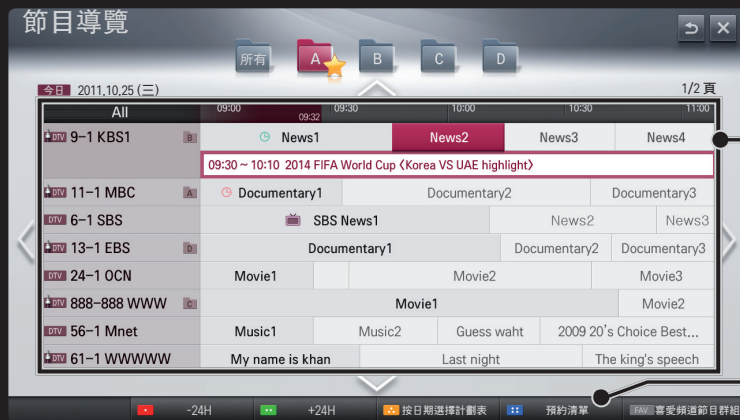 節目導覽
所有 A B C D
今日 2011.10.25 (三) 1/2 頁
All 09:00 09:32 09:30 10:00 10:30 11:00
DTV 9-1 KBS1 B News1 News2 News3 News4
09:30 ~ 10:10 2014 FIFA World Cup 〈Korea VS UAE highlight〉
DTV 11-1 MBC A Documentary1 Documentary2 Documentary3
DTV 6-1 SBS SBS News1 News2 News3
DTV 13-1 EBS D Documentary1 Documentary2 Documentary3
DTV 24-1 OCN Movie1 Movie2 Movie3
DTV 888-888 WWW C Movie1 Movie2
DTV 56-1 Mnet Music1 Music2 Guess waht 2009 20's Choice Best...
DTV 61-1 WWWWW My name is khan Last night The king's speech
-24H +24H 按日期選擇計劃表 預約清單 FAV 喜愛頻道節目群組